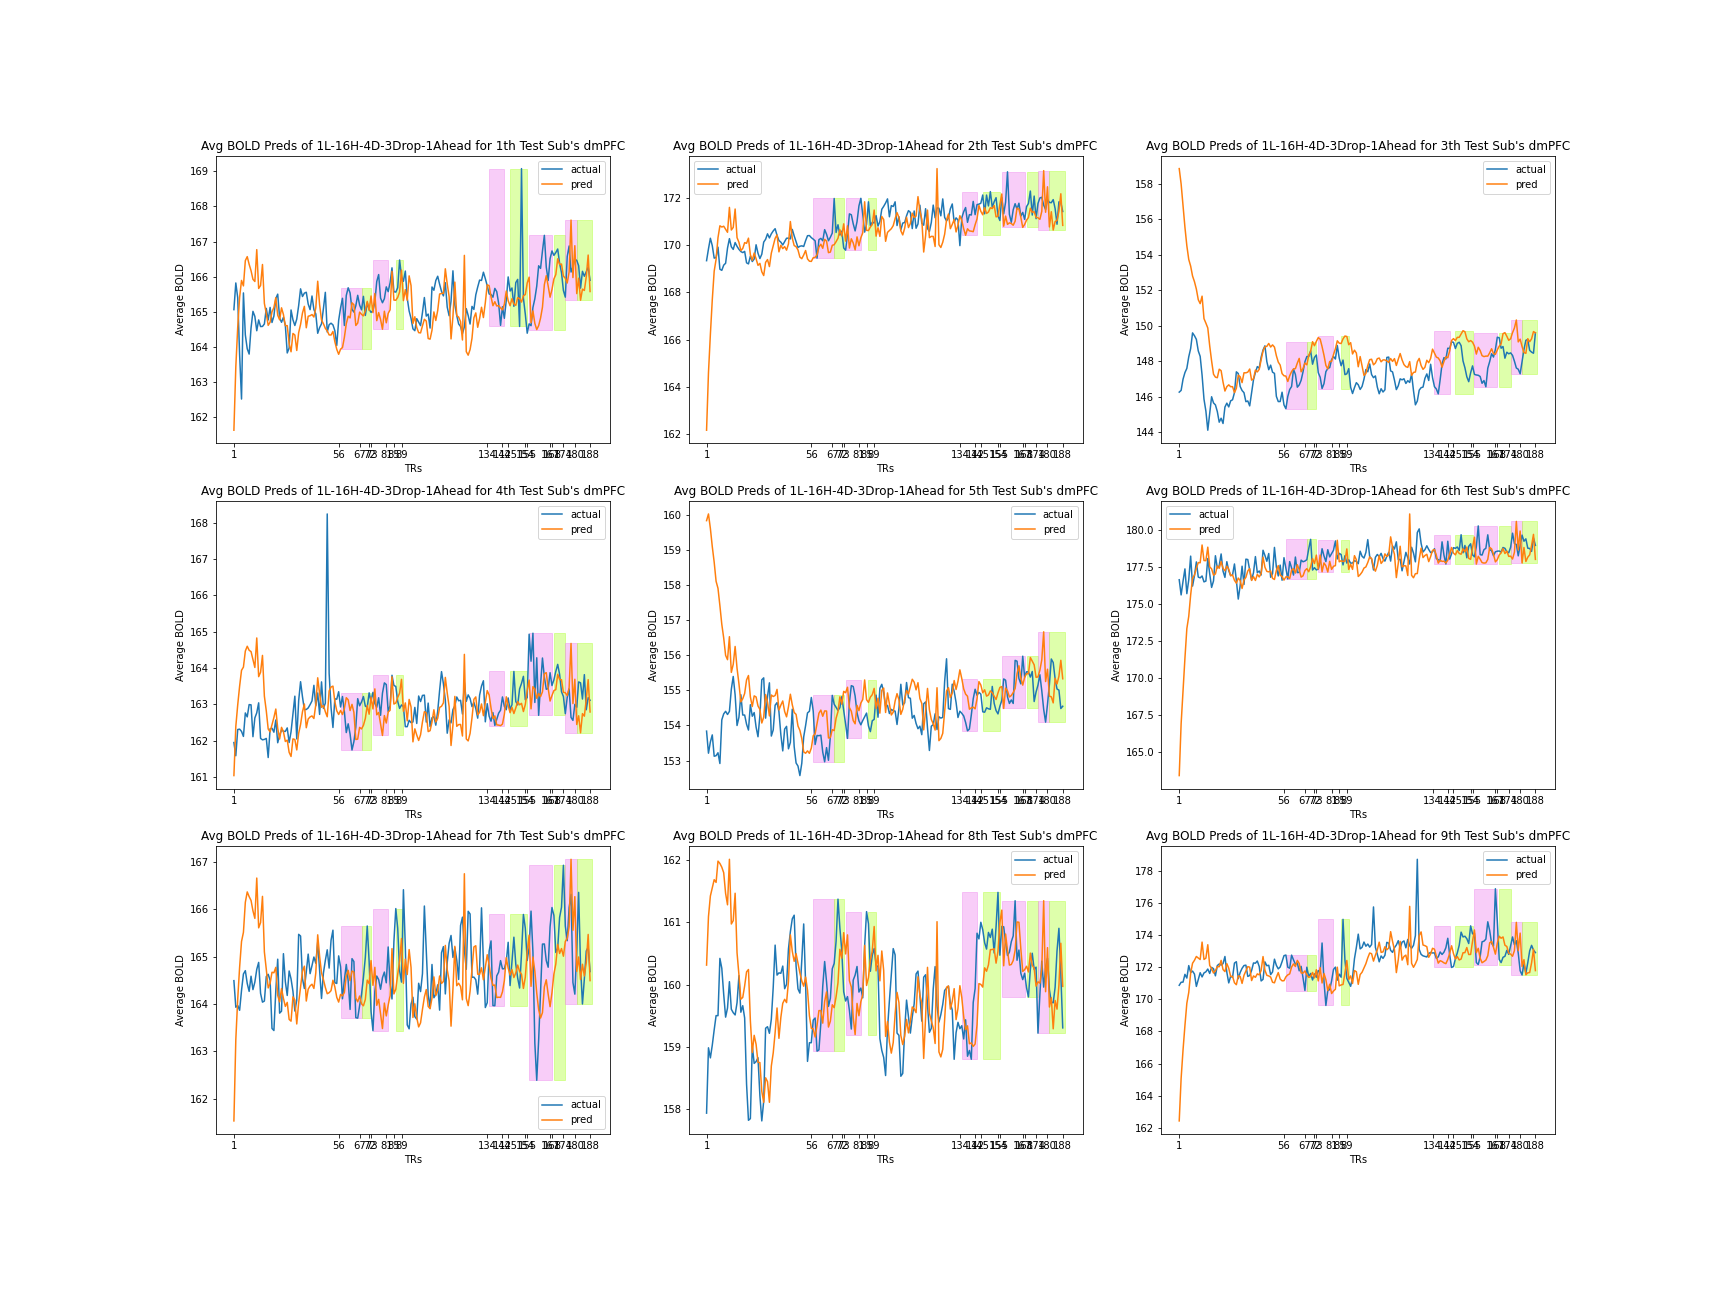 Avg BOLD Preds of 1L-16H-4D-3Drop-1Ahead for 1th Test Sub's dmPFC
Average BOLD
169
168
167
166
165
164
163
162
actual
pred
1
56
134
188
TRs
Avg BOLD Preds of 1L-16H-4D-3Drop-1Ahead for 2th Test Sub's dmPFC
Average BOLD
172
170
168
166
164
162
actual
pred
1
56
134
188
TRs
Avg BOLD Preds of 1L-16H-4D-3Drop-1Ahead for 3th Test Sub's dmPFC
Average BOLD
158
156
154
152
150
148
146
144
actual
pred
1
56
134
188
TRs
Avg BOLD Preds of 1L-16H-4D-3Drop-1Ahead for 4th Test Sub's dmPFC
Average BOLD
168
167
166
165
164
163
162
161
actual
pred
1
56
134
188
TRs
Avg BOLD Preds of 1L-16H-4D-3Drop-1Ahead for 5th Test Sub's dmPFC
Average BOLD
160
159
158
157
156
155
154
153
actual
pred
1
56
134
188
TRs
Avg BOLD Preds of 1L-16H-4D-3Drop-1Ahead for 6th Test Sub's dmPFC
Average BOLD
180.0
177.5
175.0
172.5
170.0
167.5
165.0
actual
pred
1
56
134
188
TRs
Avg BOLD Preds of 1L-16H-4D-3Drop-1Ahead for 7th Test Sub's dmPFC
Average BOLD
167
166
165
164
163
162
actual
pred
1
56
134
188
TRs
Avg BOLD Preds of 1L-16H-4D-3Drop-1Ahead for 8th Test Sub's dmPFC
Average BOLD
162
161
160
159
158
actual
pred
1
56
134
188
TRs
Avg BOLD Preds of 1L-16H-4D-3Drop-1Ahead for 9th Test Sub's dmPFC
Average BOLD
178
176
174
172
170
168
166
164
162
actual
pred
1
56
134
188
TRs